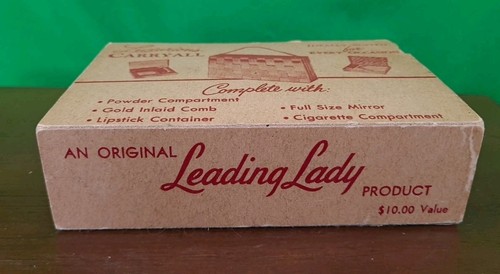 CARRYALL
Complete with:
• Powder Compartment
• Gold Inlaid Comb
• Lipstick Container
• Full Size Mirror
• Cigarette Compartment
AN ORIGINAL
Leading Lady
PRODUCT
$10.00 Value